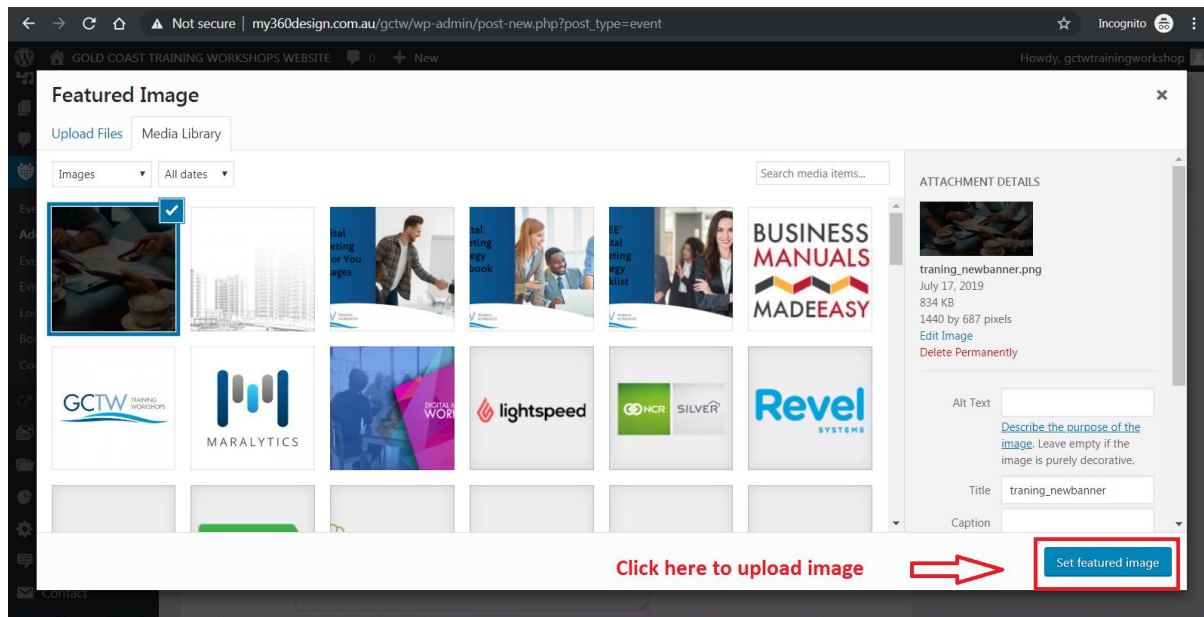 Not secure | my360design.com.au/gctw/wp-admin/post-new.php?post_type=event
Incognito
GOLD COAST TRAINING WORKSHOPS WEBSITE 0 + New
Howdy, gctwtrainingworkshop
Featured Image
×
Upload Files Media Library
Images All dates
Search media items...
ATTACHMENT DETAILS
traning_newbanner.png
July 17, 2019
834 KB
1440 by 687 pixels
Edit Image
Delete Permanently
Alt Text
Describe the purpose of the
image. Leave empty if the
image is purely decorative.
Title traning_newbanner
Caption
BUSINESS
MANUALS
MADEEASY
GCTW TRAINING
WORKSHOPS
MARALYTICS
DIGITAL
WOR
lightspeed
NCR SILVER
Revel
SYSTEMS
Click here to upload image
Set featured image
Contact